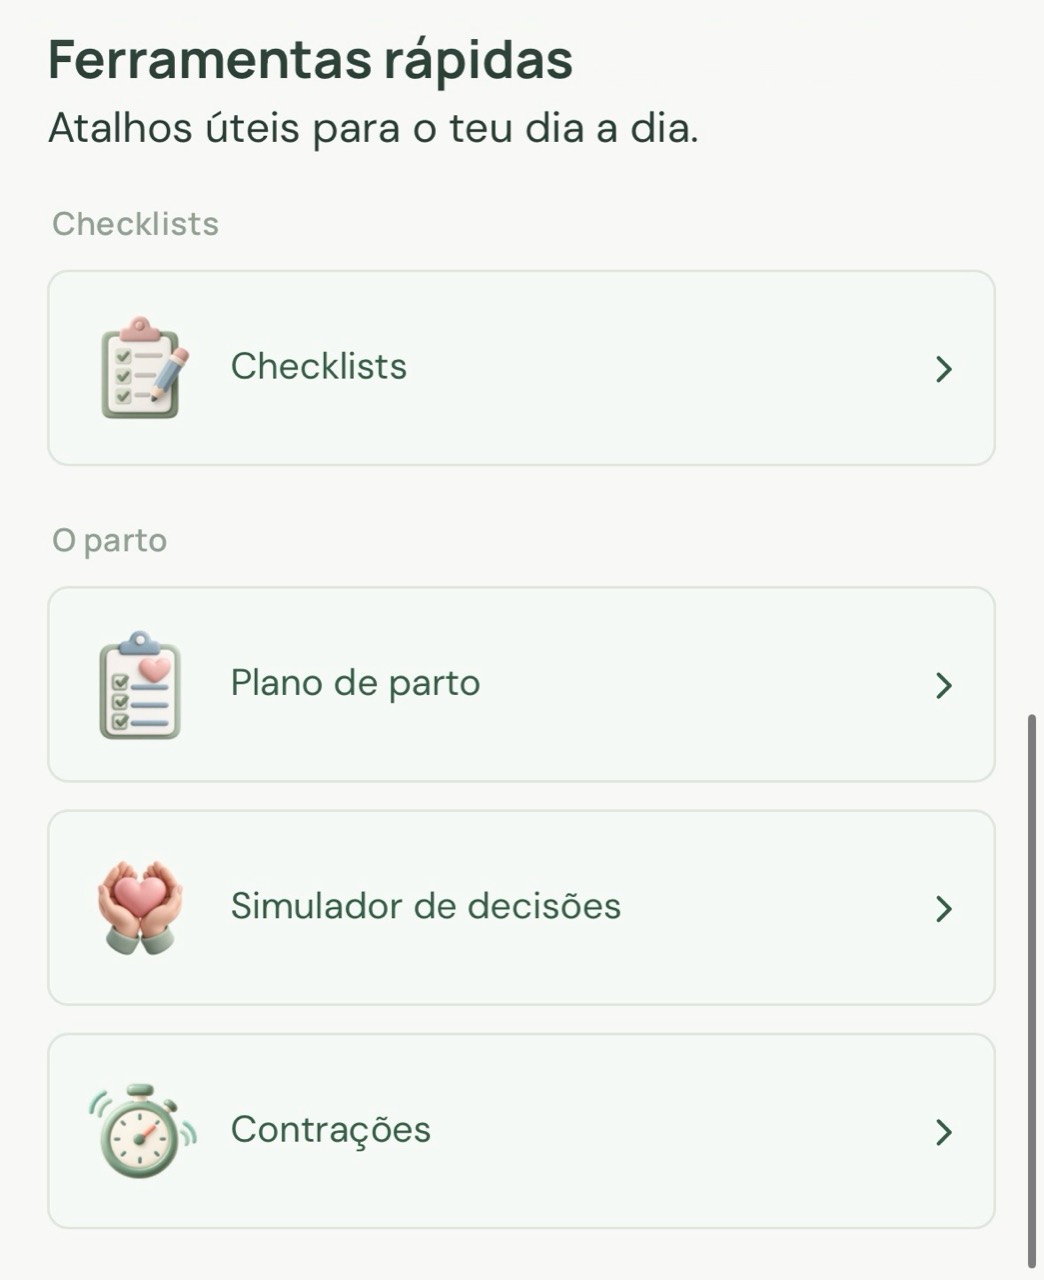 Ferramentas rápidas
Atalhos úteis para o teu dia a dia.
Checklists
Checklists
O parto
Plano de parto
Simulador de decisões
Contrações